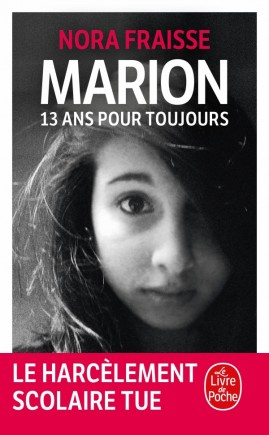 NORA FRAISSE
MARION
13 ANS POUR TOUJOURS
LE HARCÈLEMENT
SCOLAIRE TUE
Le
Livre
de
Poche